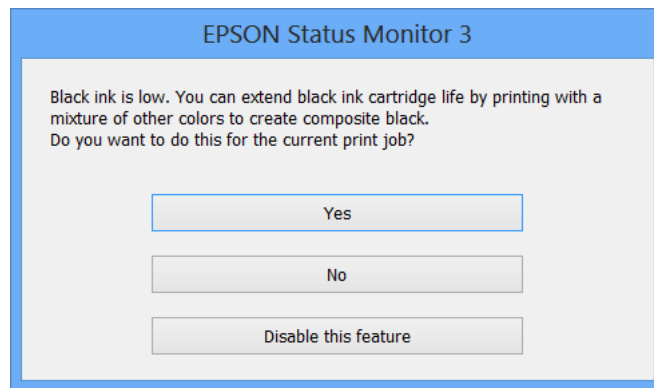 EPSON Status Monitor 3
Black ink is low. You can extend black ink cartridge life by printing with a
mixture of other colors to create composite black.
Do you want to do this for the current print job?
Yes
No
Disable this feature